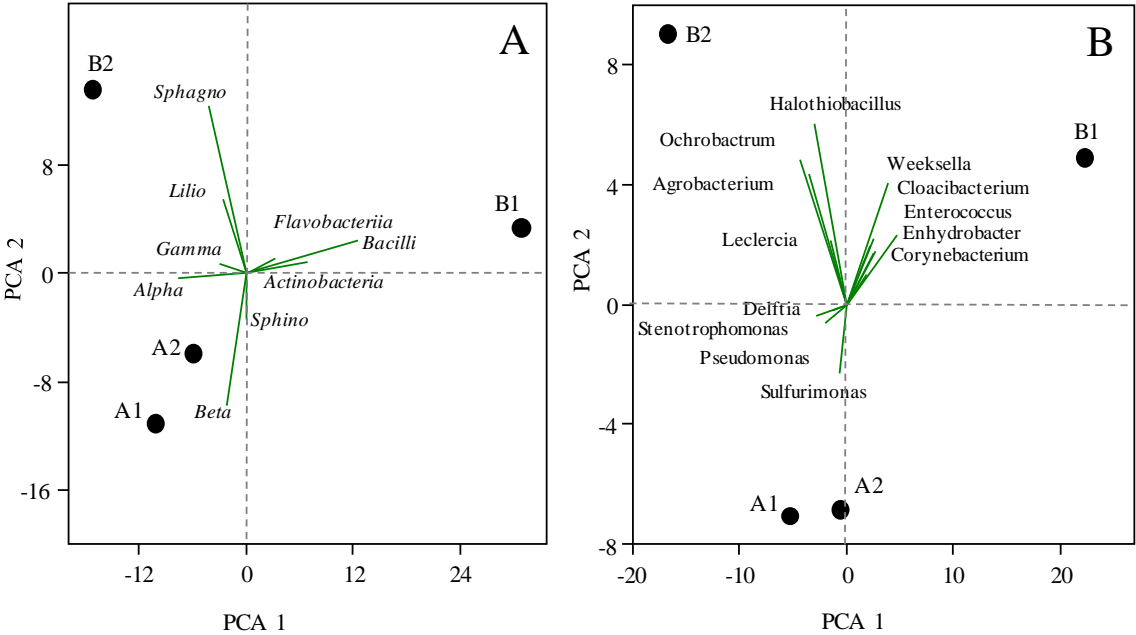 A
B2
Sphagno
Lilio
B1
Flavobacteriia
Bacilli
Gamma
Actinobacteria
Alpha
Sphino
A2
A1
Beta
8
0
-8
-16
PCA 2
-12
0
12
24
PCA 1
B
B2
Halothiobacillus
B1
Ochrobactrum
Weeksella
Agrobacterium
Cloacibacterium
Enterococcus
Leclercia
Enhydrobacter
Corynebacterium
Delftia
Stenotrophomonas
Pseudomonas
Sulfurimonas
A1
A2
8
4
0
-4
-8
PCA 2
-20
-10
0
10
20
PCA 1